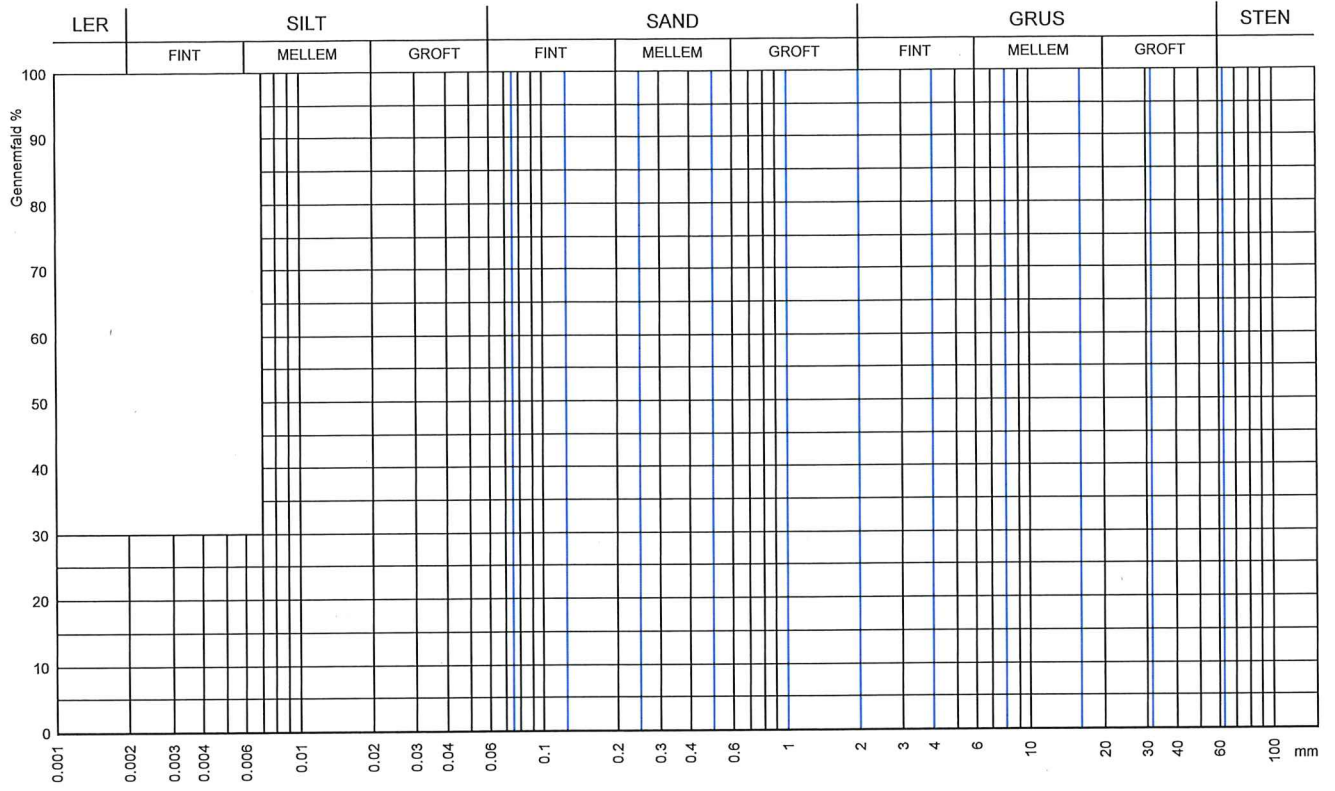 LER SILT SAND GRUS STEN
FINT MELLEM GROFT FINT MELLEM GROFT FINT MELLEM GROFT
Gennemfald %
100
90
80
70
60
50
40
30
20
10
0
0.001 0.002 0.003 0.004 0.006 0.01 0.02 0.03 0.04 0.06 0.1 0.2 0.3 0.4 0.6 1 2 3 4 6 10 20 30 40 60 100 mm